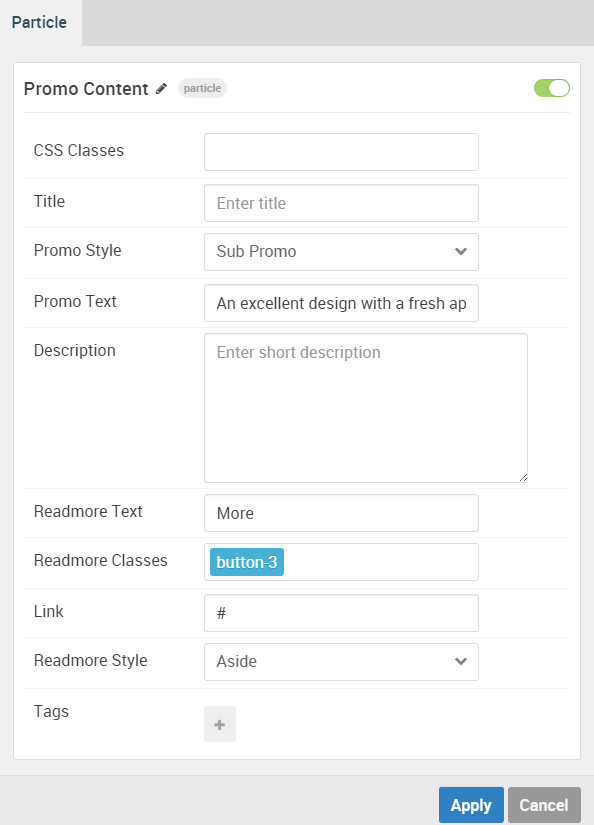 Particle
Promo Content particle
CSS Classes
Title Enter title
Promo Style Sub Promo
Promo Text An excellent design with a fresh ap
Description Enter short description
Readmore Text More
Readmore Classes button-3
Link #
Readmore Style Aside
Tags +
Apply Cancel